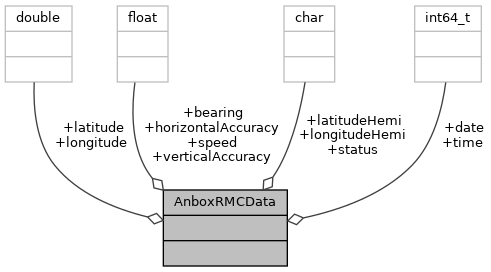 double
float
char
int64_t
+latitude
+longitude
+bearing
+horizontalAccuracy
+speed
+verticalAccuracy
+latitudeHemi
+longitudeHemi
+status
+date
+time
AnboxRMCData